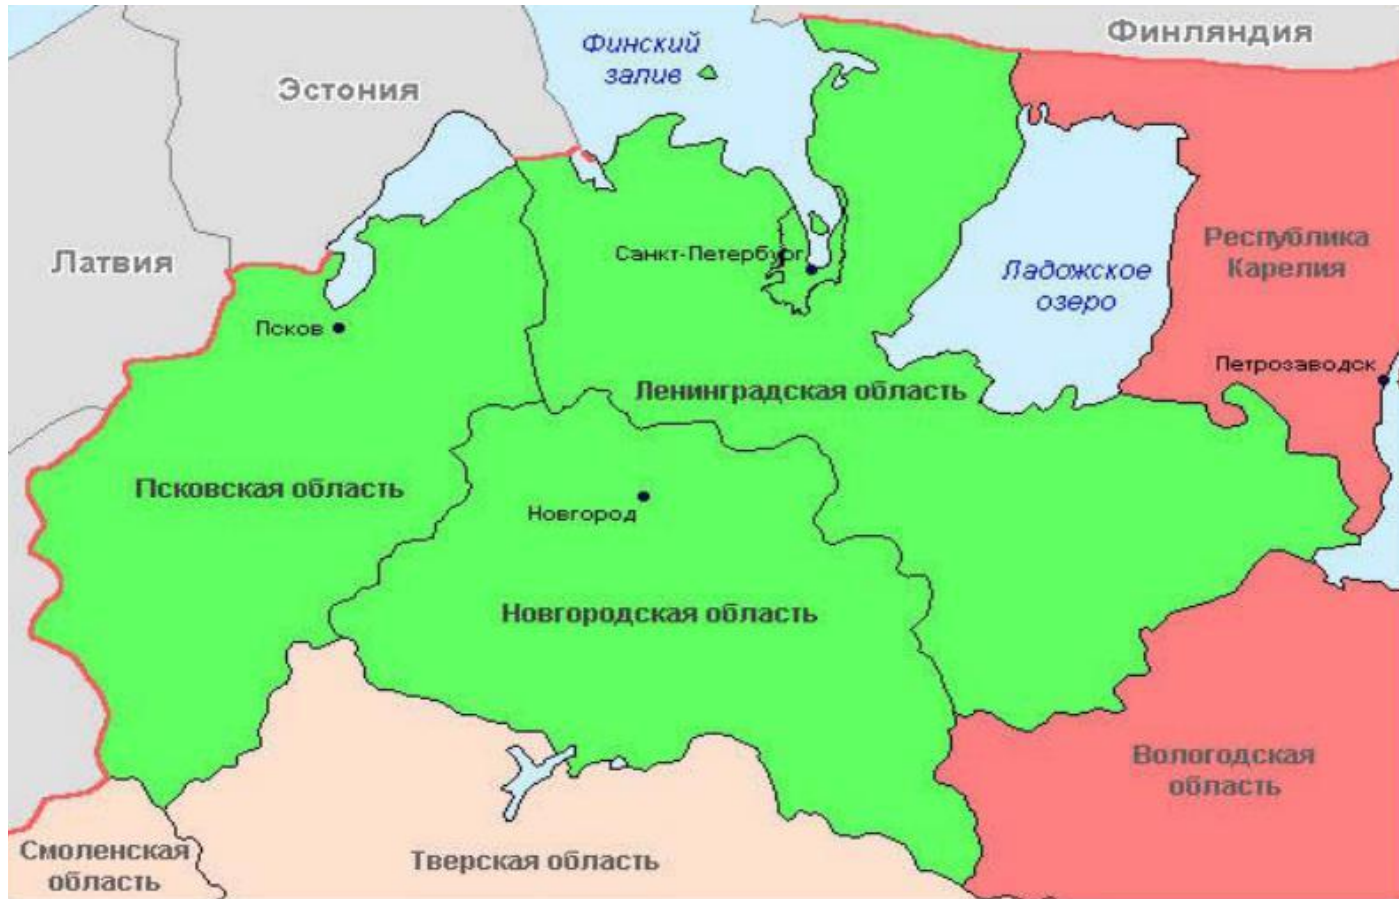 Финляндия
Финский
залив
Эстония
Республика
Карелия
Латвия
Санкт-Петербург
Ладожское
озеро
Псков
Петрозаводск
Ленинградская область
Псковская область
Новгород
Новгородская область
Вологодская
область
Смоленская
область
Тверская область